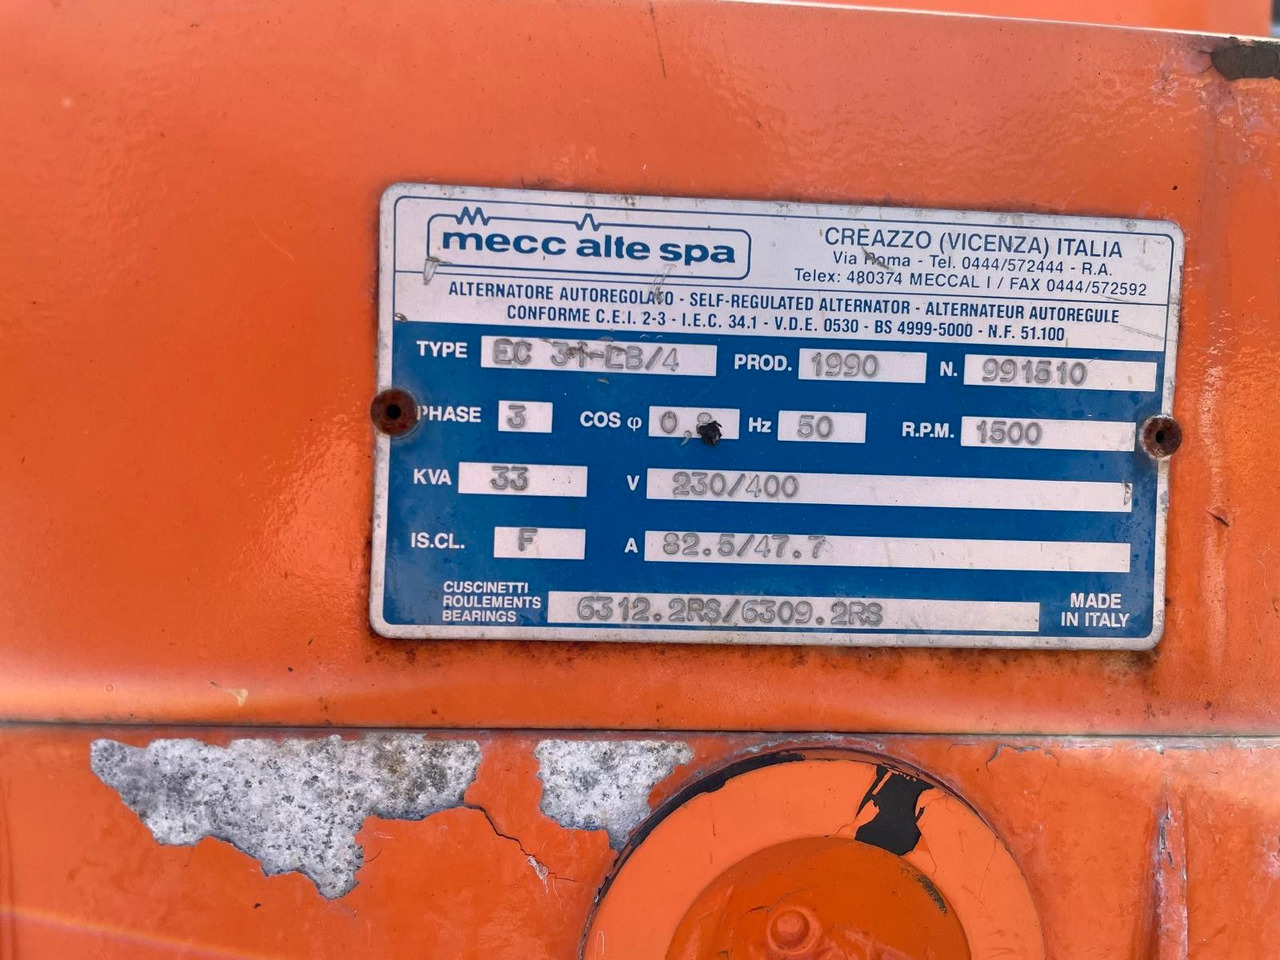 mecc alte spa
CREAZZO (VICENZA) ITALIA
Via Roma - Tel. 0444/572444 - R.A.
Telex: 480374 MECCAL I / FAX 0444/572592
ALTERNATORE AUTOREGOLATO - SELF-REGULATED ALTERNATOR - ALTERNATEUR AUTOREGULE
CONFORME C.E.I. 2-3 - I.E.C. 34.1 - V.D.E. 0530 - BS 4999-5000 - N.F. 51.100
TYPE EC PROD. 1990 N. 991510
PHASE 3 COS φ 0,8 Hz 50 R.P.M. 1500
KVA 33 V 230/400
IS.CL. F A 82.5/47.7
CUSCINETTI
ROULEMENTS
BEARINGS
6312.2RS/6309.2RS
MADE
IN ITALY